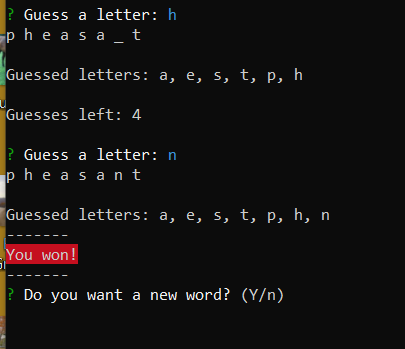 ? Guess a letter: h
p h e a s a _ t
Guessed letters: a, e, s, t, p, h
Guesses left: 4
? Guess a letter: n
p h e a s a n t
Guessed letters: a, e, s, t, p, h, n
-------
You won!
-------
? Do you want a new word? (Y/n)